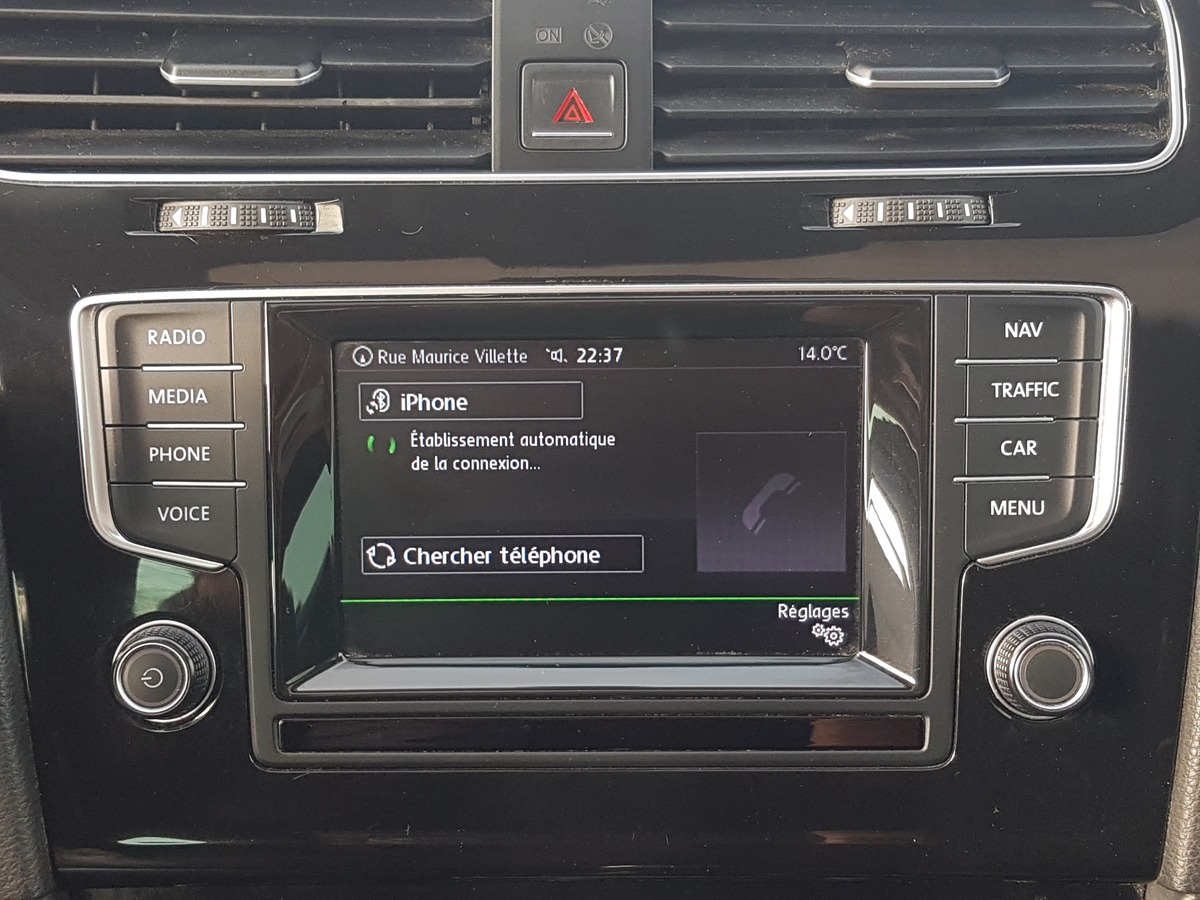 ON
RADIO
MEDIA
PHONE
VOICE
Rue Maurice Villette 22:37 14.0°C
iPhone
Établissement automatique
de la connexion...
Chercher téléphone
Réglages
NAV
TRAFFIC
CAR
MENU